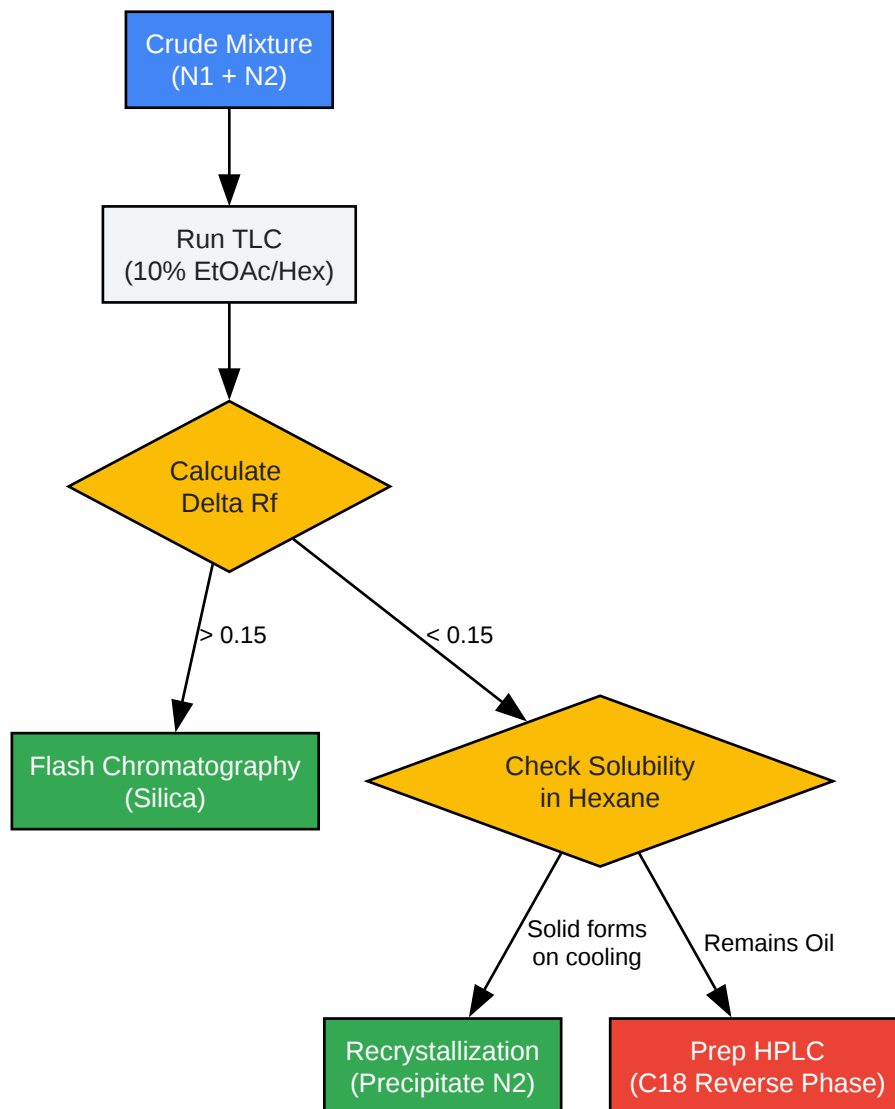 Crude Mixture
(N1 + N2)
Run TLC
(10% EtOAc/Hex)
Calculate
Delta Rf
> 0.15
< 0.15
Flash Chromatography
(Silica)
Check Solubility
in Hexane
Solid forms
on cooling
Remains Oil
Recrystallization
(Precipitate N2)
Prep HPLC
(C18 Reverse Phase)